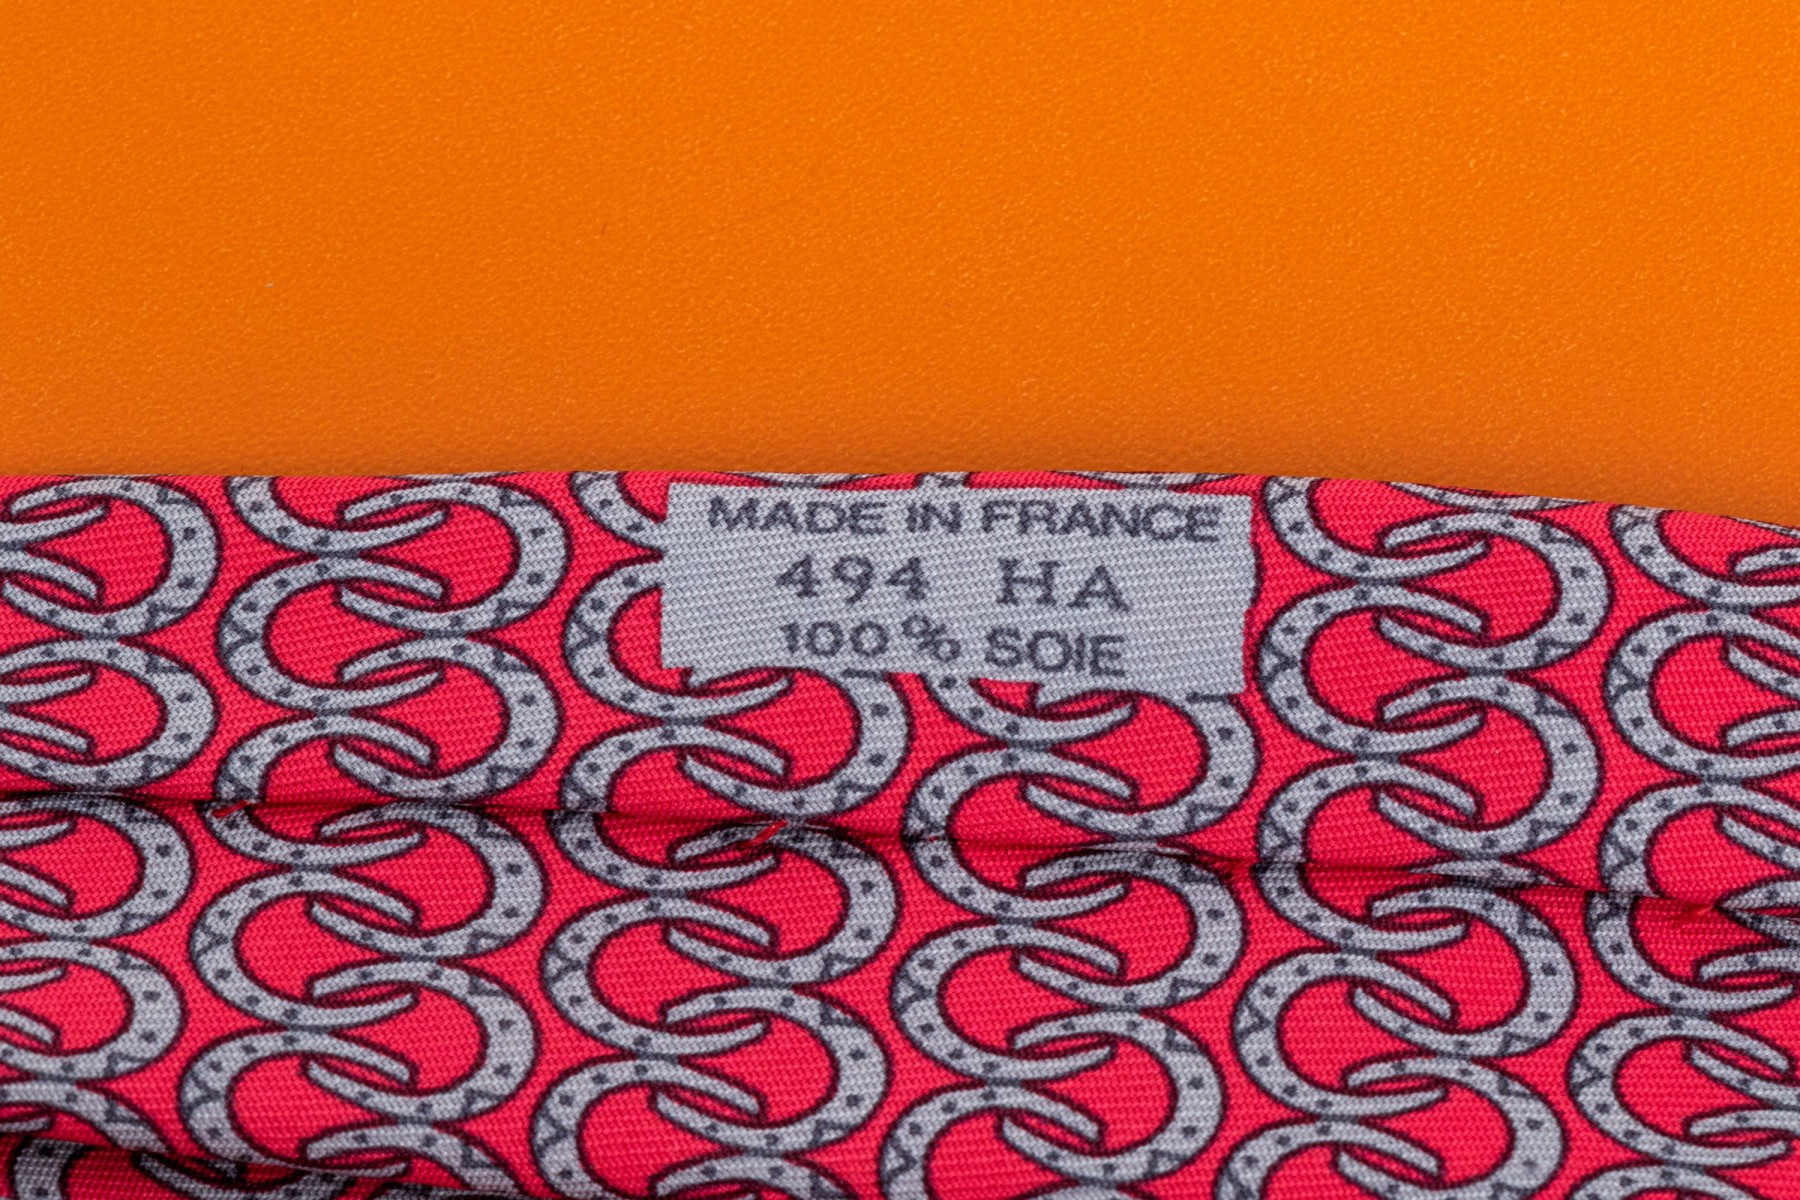 MADE IN FRANCE
494 HA
100% SOIE